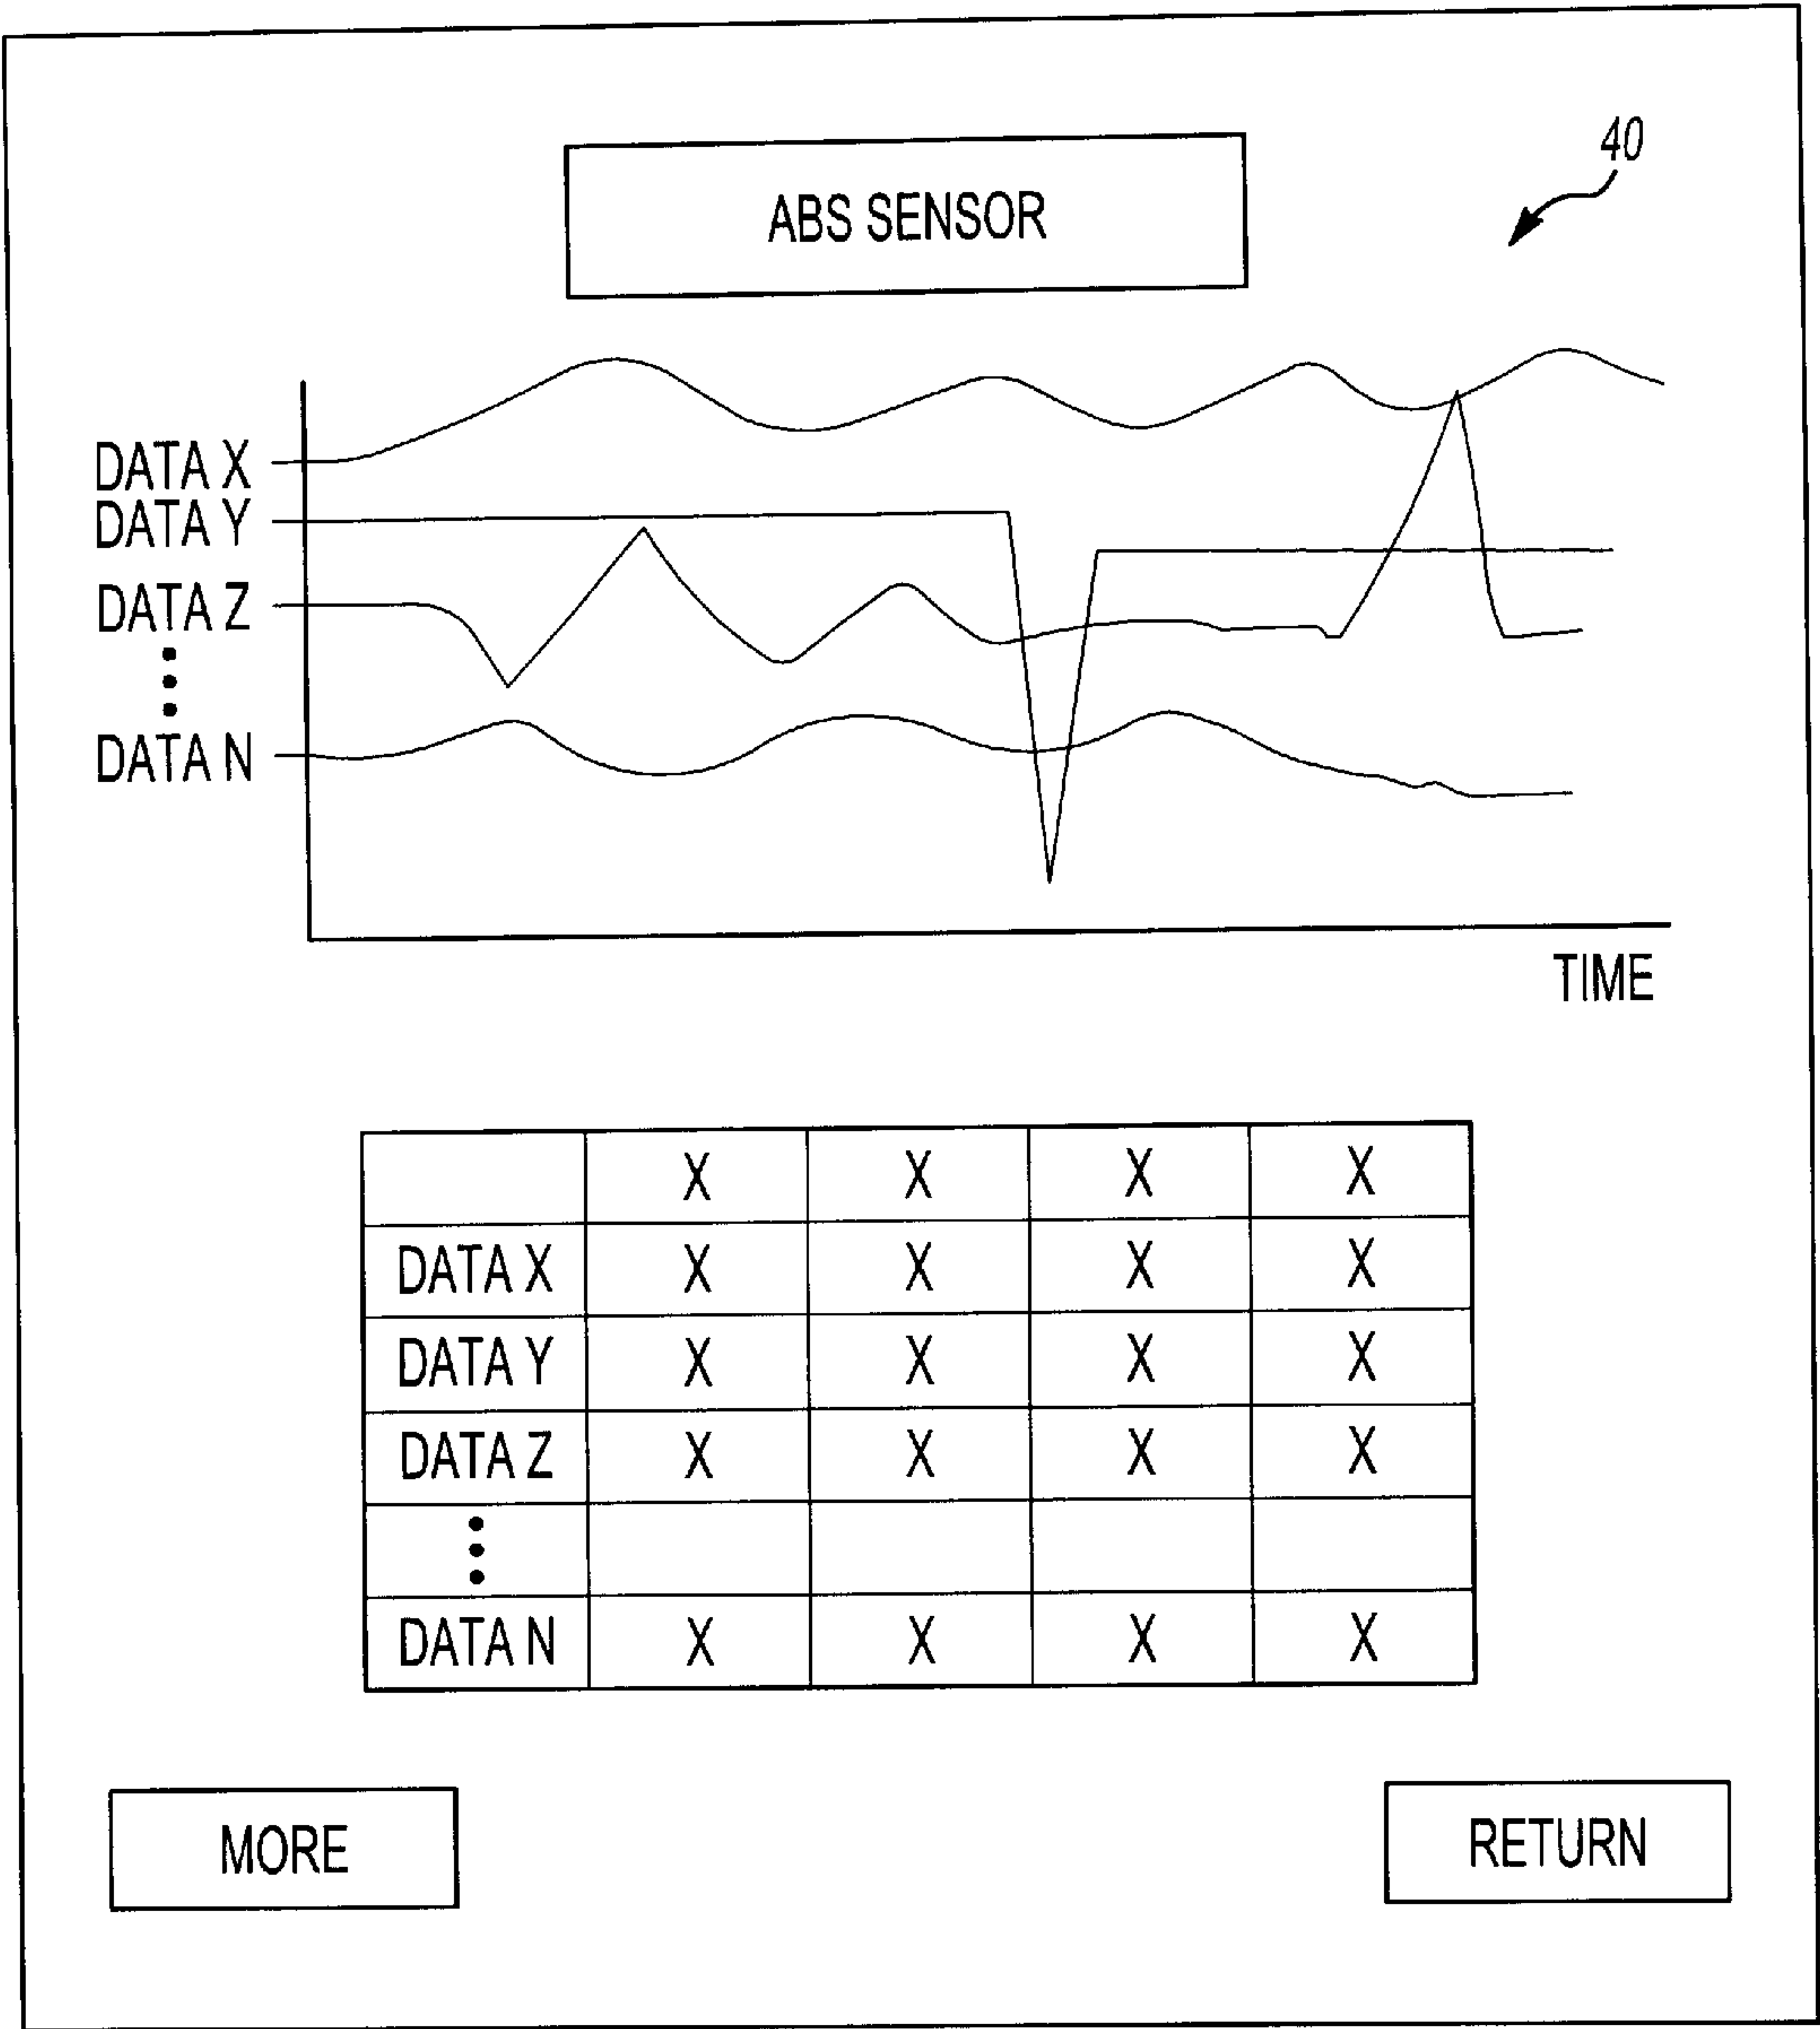 40
ABS SENSOR
DATA X
DATA Y
DATA Z
DATA N
TIME
X X X X
DATA X X X X X
DATA Y X X X X
DATA Z X X X X
DATA N X X X X
MORE RETURN